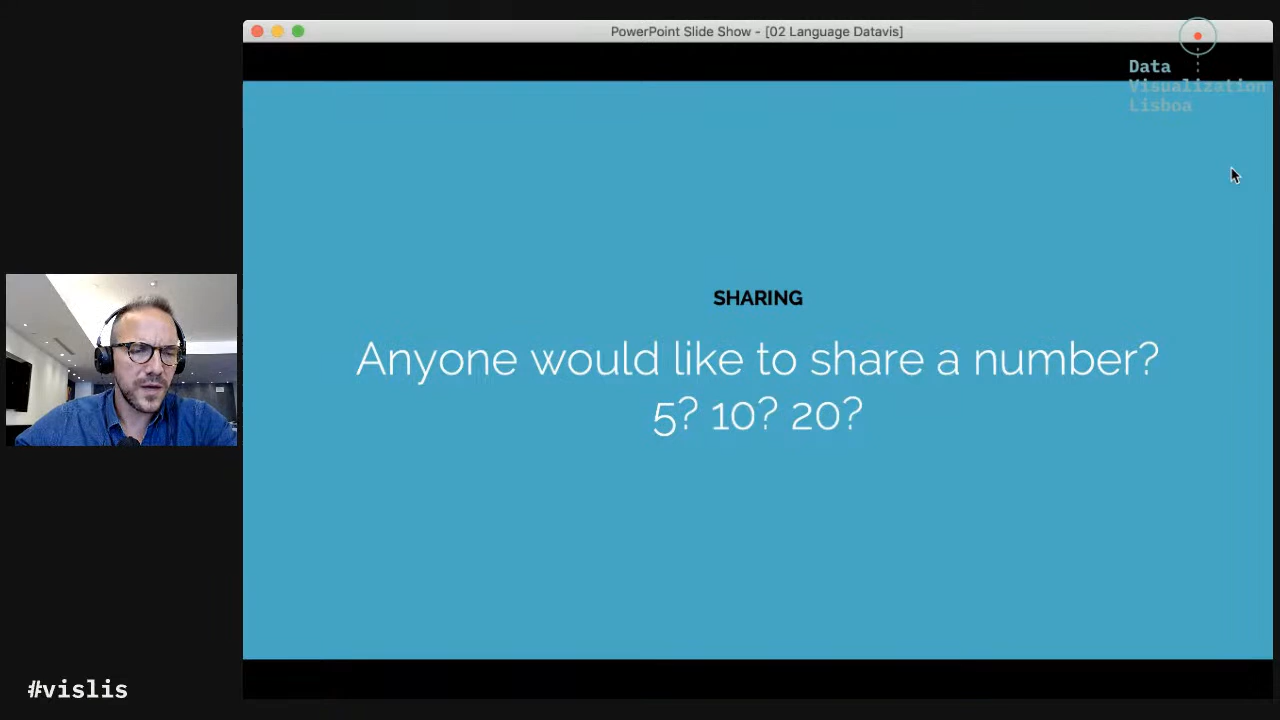 PowerPoint Slide Show - [02 Language Datavis]
Data
Visualization
Lisboa
SHARING
Anyone would like to share a number?
5? 10? 20?
#vislis